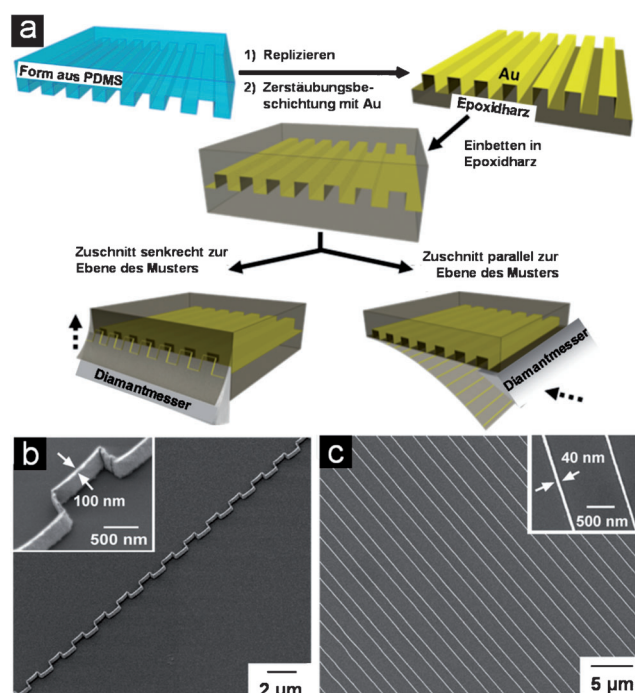 a
Form aus PDMS
1) Replizieren
2) Zerstäubungsbe-
schichtung mit Au
Au
Epoxidharz
Einbetten in
Epoxidharz
Zuschnitt senkrecht zur
Ebene des Musters
Zuschnitt parallel zur
Ebene des Musters
Diamantmesser
Diamantmesser
b
100 nm
500 nm
2 µm
c
40 nm
500 nm
5 µm